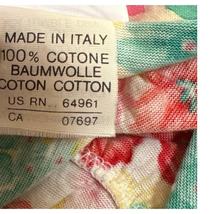 MADE IN ITALY
100% COTONE
BAUMWOLLE
COTON COTTON
US RN.. 64961
CA 07697